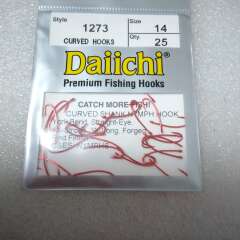 Style 1273 Size 14
CURVED HOOKS Qty. 25
Daiichi
Premium Fishing Hooks
CATCH MORE FISH!
CURVED SHANK NYMPH HOOK
Bend, Straight-Eye
Forged